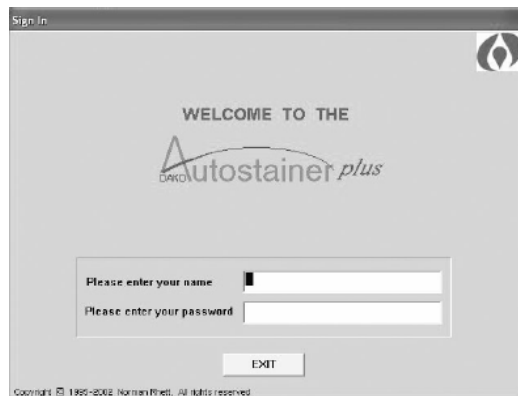 Sign In
WELCOME TO THE
DAKO Autostainer plus
Please enter your name
Please enter your password
EXIT
Copyright © 1995-2002 Norman Rhett. All rights reserved